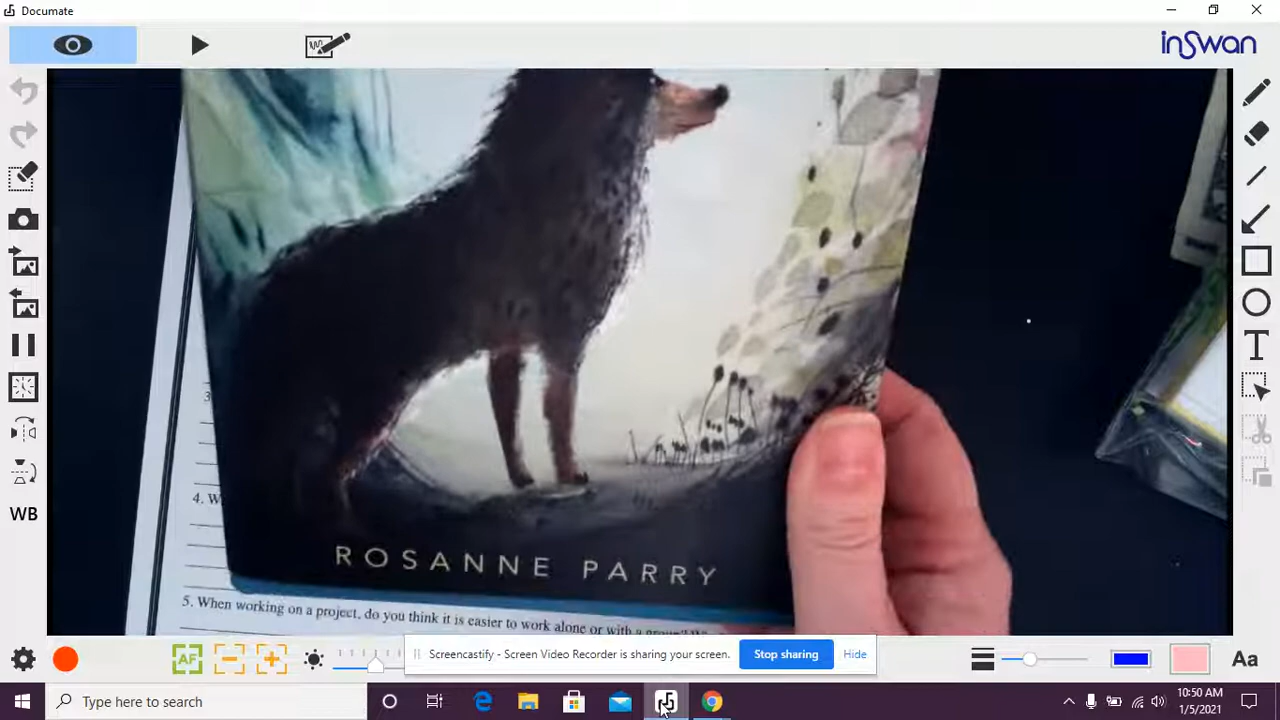 Documate
inSwan
3
4. W
ROSANNE PARRY
5. When working on a project, do you think it is easier to work alone or with a
WB
AF
Screencastify - Screen Video Recorder is sharing your screen.
Stop sharing
Hide
Aa
Type here to search
10:50 AM
1/5/2021